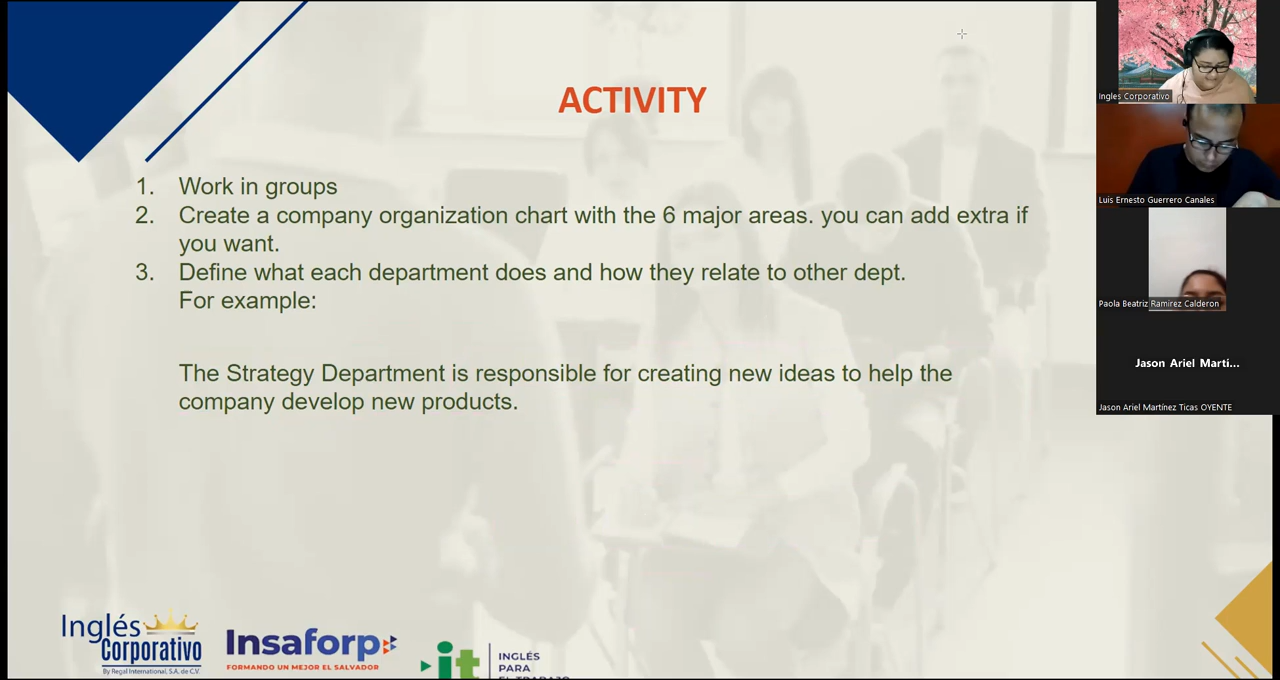 ACTIVITY
1. Work in groups
2. Create a company organization chart with the 6 major areas. you can add extra if
you want.
3. Define what each department does and how they relate to other dept.
For example:
The Strategy Department is responsible for creating new ideas to help the
company develop new products.
Inglés
Corporativo
By Regal International, S.A. de C.V.
Insaforp
FORMANDO UN MEJOR EL SALVADOR
it
INGLÉS
PARA
EL TRABAJO
Ingles Corporativo
Luis Ernesto Guerrero Canales
Paola Beatriz Ramirez Calderon
Jason Ariel Marti...
Jason Ariel Martínez Ticas OYENTE